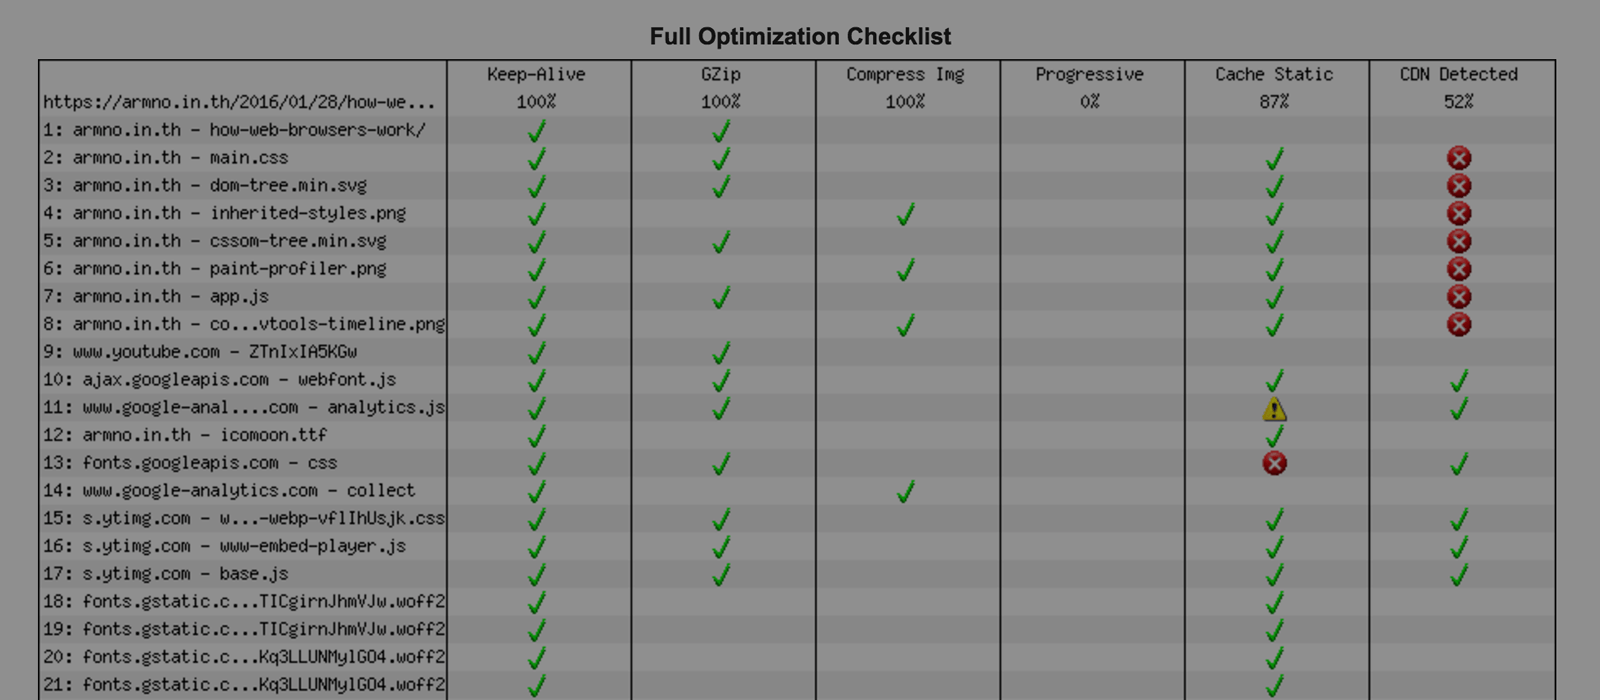 Full Optimization Checklist
Keep-Alive GZip Compress Img Progressive Cache Static CDN Detected
https://armno.in.th/2016/01/28/how-we... 100% 100% 100% 0% 87% 52%
1: armno.in.th - how-web-browsers-work/
2: armno.in.th - main.css
3: armno.in.th - dom-tree.min.svg
4: armno.in.th - inherited-styles.png
5: armno.in.th - cssom-tree.min.svg
6: armno.in.th - paint-profiler.png
7: armno.in.th - app.js
8: armno.in.th - co...vtools-timeline.png
9: www.youtube.com - ZTnIxIA5KGw
10: ajax.googleapis.com - webfont.js
11: www.google-anal....com - analytics.js
12: armno.in.th - icomoon.ttf
13: fonts.googleapis.com - css
14: www.google-analytics.com - collect
15: s.ytimg.com - w...-webp-vflIhUsjk.css
16: s.ytimg.com - www-embed-player.js
17: s.ytimg.com - base.js
18: fonts.gstatic.c...TICgirnJhmVJw.woff2
19: fonts.gstatic.c...TICgirnJhmVJw.woff2
20: fonts.gstatic.c...Kq3LLUNMylGO4.woff2
21: fonts.gstatic.c...Kq3LLUNMylGO4.woff2